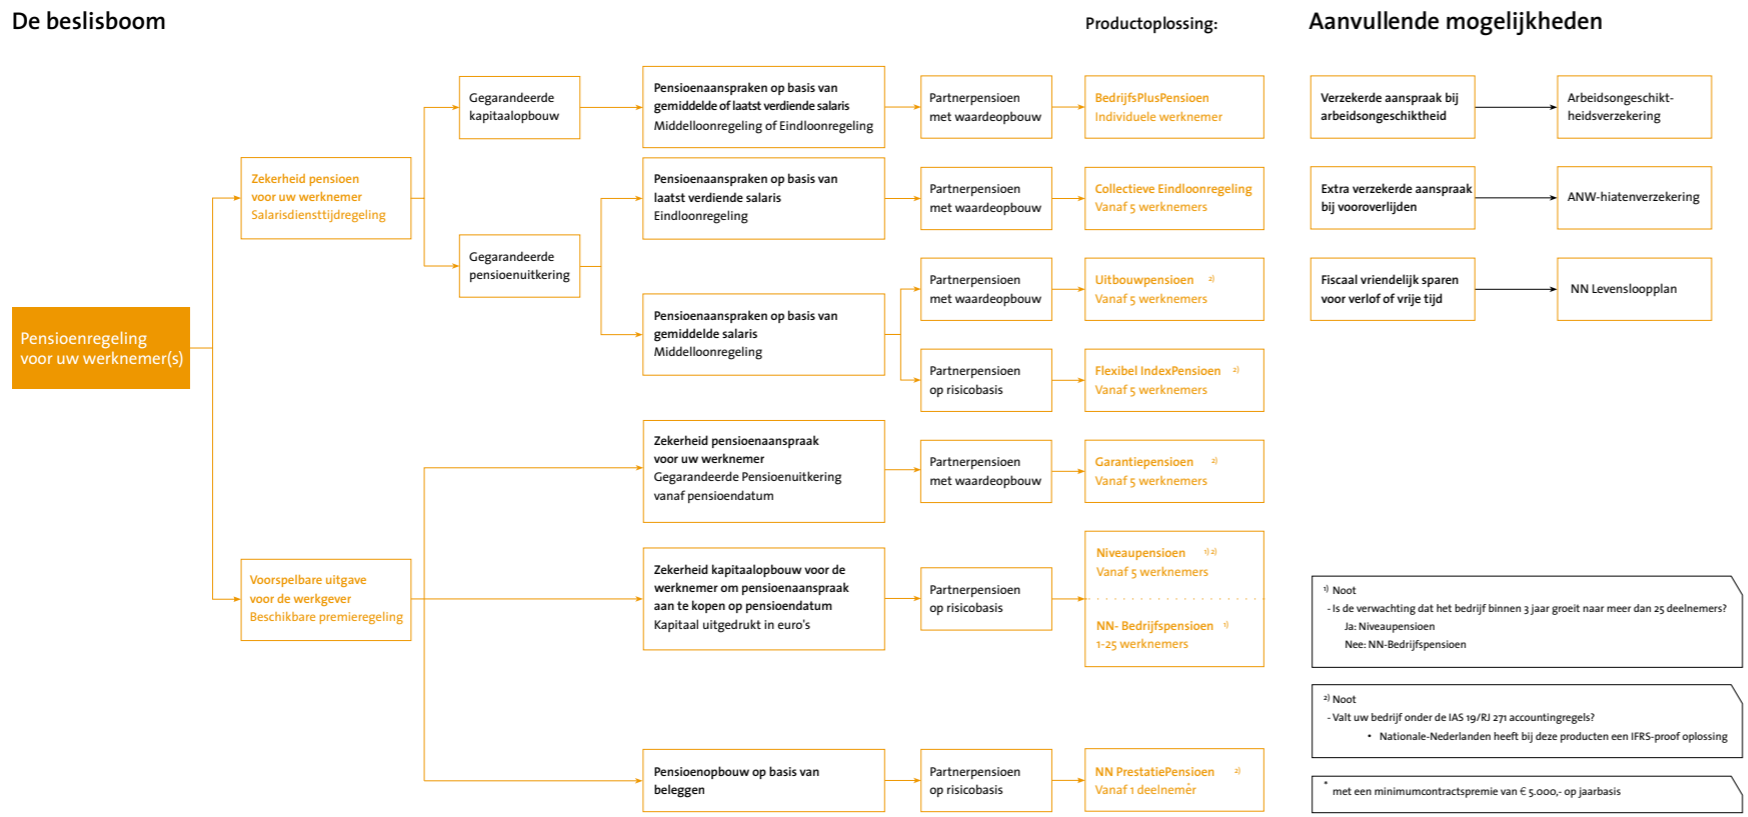 De beslisboom
Productoplossing:
Aanvullende mogelijkheden
Pensioenregeling
voor uw werknemer(s)
Zekerheid pensioen
voor uw werknemer
Salarisdiensttijdregeling
Gegarandeerde
kapitaalopbouw
Pensioenaanspraken op basis van
gemiddelde of laatst verdiende salaris
Middelloonregeling of Eindloonregeling
Partnerpensioen
met waardeopbouw
BedrijfsPlusPensioen
Individuele werknemer
Gegarandeerde
pensioenuitkering
Pensioenaanspraken op basis van
laatst verdiende salaris
Eindloonregeling
Partnerpensioen
met waardeopbouw
Collectieve Eindloonregeling
Vanaf 5 werknemers
Pensioenaanspraken op basis van
gemiddelde salaris
Middelloonregeling
Partnerpensioen
met waardeopbouw
Uitbouwpensioen 2)
Vanaf 5 werknemers
Partnerpensioen
op risicobasis
Flexibel IndexPensioen 2)
Vanaf 5 werknemers
Voorspelbare uitgave
voor de werkgever
Beschikbare premieregeling
Zekerheid pensioenaanspraak
voor uw werknemer
Gegarandeerde Pensioenuitkering
vanaf pensioendatum
Partnerpensioen
met waardeopbouw
Garantiepensioen 2)
Vanaf 5 werknemers
Zekerheid kapitaalopbouw voor de
werknemer om pensioenaanspraak
aan te kopen op pensioendatum
Kapitaal uitgedrukt in euro's
Partnerpensioen
op risicobasis
Niveaupensioen 1) 2)
Vanaf 5 werknemers
NN- Bedrijfspensioen 1)
1-25 werknemers
Pensioenopbouw op basis van
beleggen
Partnerpensioen
op risicobasis
NN PrestatiePensioen 2)
Vanaf 1 deelnemer*
Verzekerde aanspraak bij
arbeidsongeschiktheid
Arbeidsongeschikt-
heidsverzekering
Extra verzekerde aanspraak
bij vooroverlijden
ANW-hiatenverzekering
Fiscaal vriendelijk sparen
voor verlof of vrije tijd
NN Levensloopplan
1) Noot
- Is de verwachting dat het bedrijf binnen 3 jaar groeit naar meer dan 25 deelnemers?
Ja: Niveaupensioen
Nee: NN-Bedrijfspensioen
2) Noot
- Valt uw bedrijf onder de IAS 19/RJ 271 accountingregels?
• Nationale-Nederlanden heeft bij deze producten een IFRS-proof oplossing
* met een minimumcontractspremie van € 5.000,- op jaarbasis